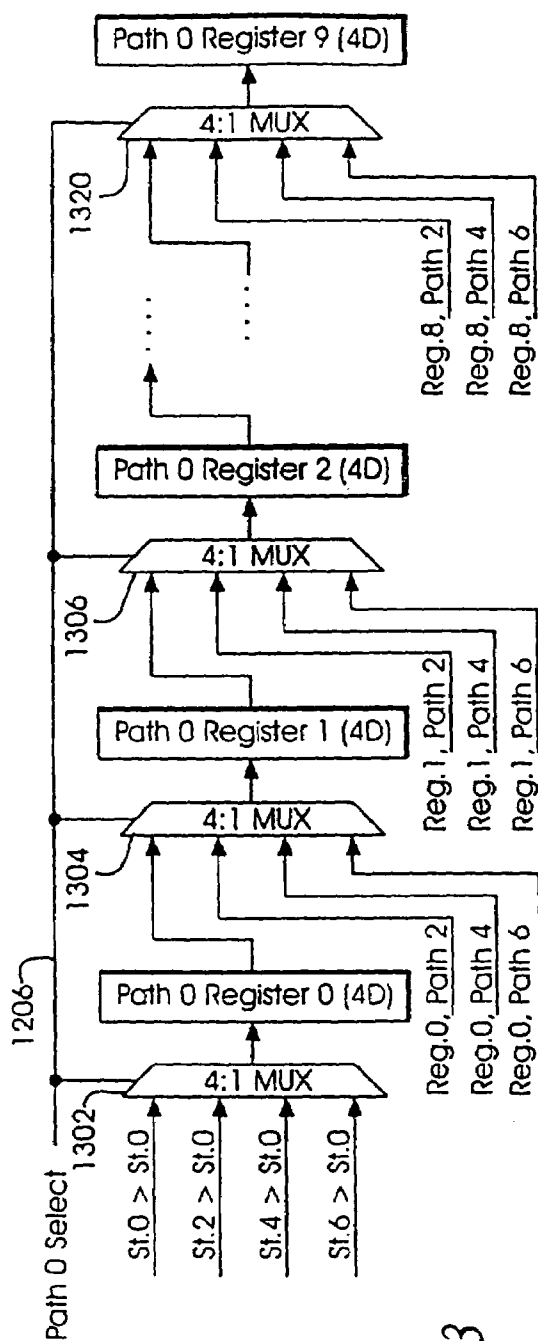 Path 0 Select
1206
1302
4:1 MUX
St.0 > St.0
St.2 > St.0
St.4 > St.0
St.6 > St.0
Path 0 Register 0 (4D)
1304
4:1 MUX
Reg.0, Path 2
Reg.0, Path 4
Reg.0, Path 6
Path 0 Register 1 (4D)
1306
4:1 MUX
Reg.1, Path 2
Reg.1, Path 4
Reg.1, Path 6
Path 0 Register 2 (4D)
1320
4:1 MUX
Reg.8, Path 2
Reg.8, Path 4
Reg.8, Path 6
Path 0 Register 9 (4D)
3